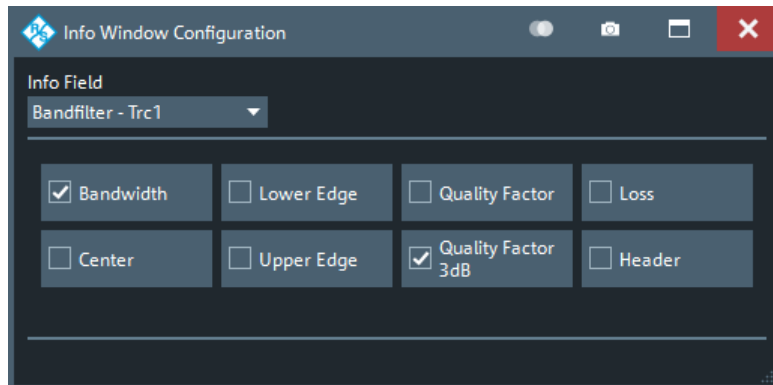 R&S
Info Window Configuration
Info Field
Bandfilter - Trc1
Bandwidth
Lower Edge
Quality Factor
Loss
Center
Upper Edge
Quality Factor
3dB
Header